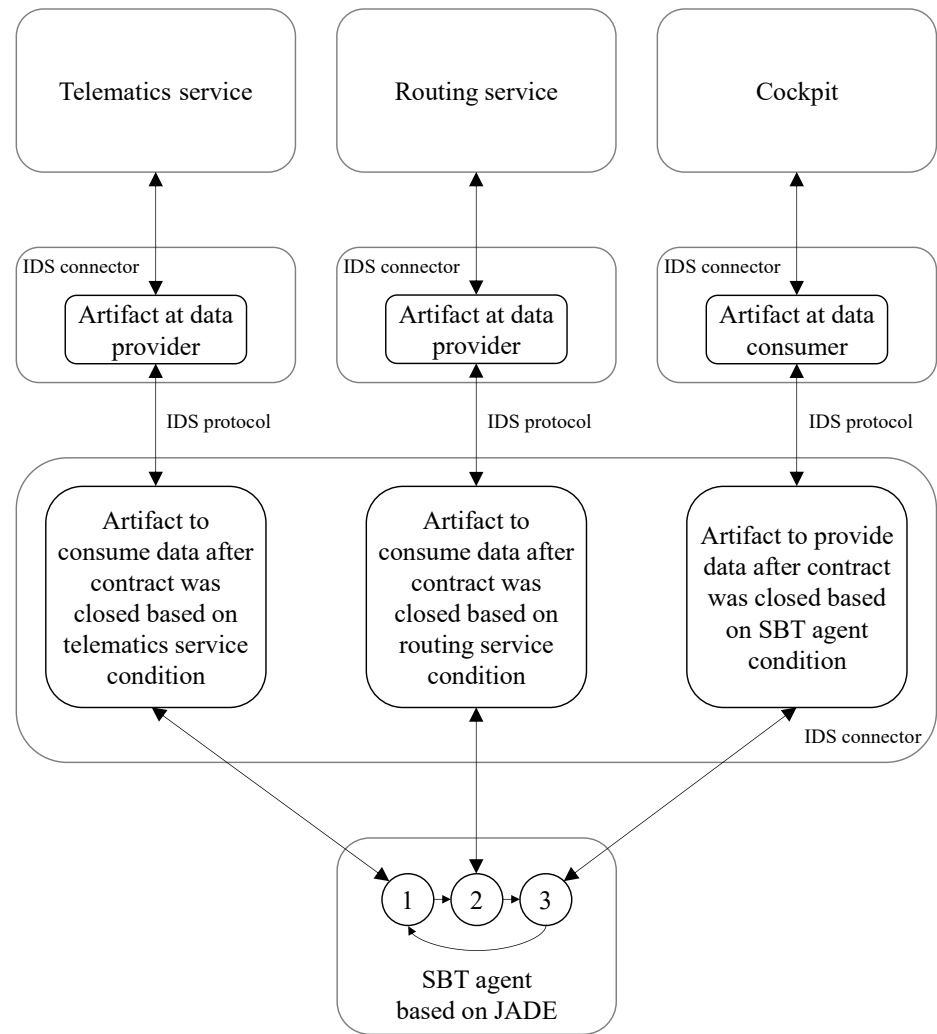 Telematics service
Routing service
Cockpit
IDS connector
Artifact at data
provider
IDS connector
Artifact at data
provider
IDS connector
Artifact at data
consumer
IDS protocol
IDS protocol
IDS protocol
Artifact to
consume data after
contract was
closed based on
telematics service
condition
Artifact to
consume data after
contract was
closed based on
routing service
condition
Artifact to provide
data after contract
was closed based
on SBT agent
condition
IDS connector
1
2
3
SBT agent
based on JADE